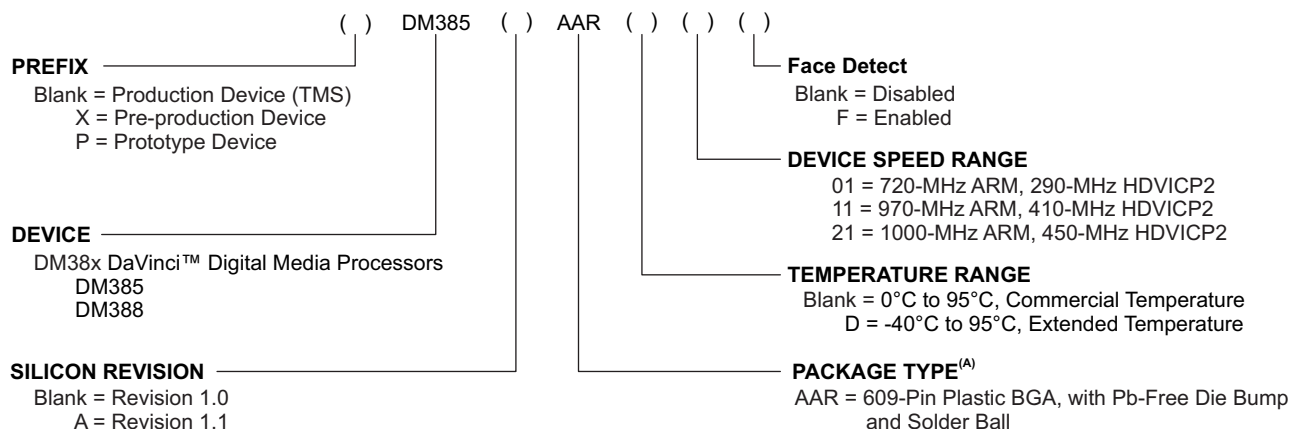 ( ) DM385 ( ) AAR ( ) ( ) ( )
PREFIX
Blank = Production Device (TMS)
X = Pre-production Device
P = Prototype Device
DEVICE
DM38x DaVinci™ Digital Media Processors
DM385
DM388
SILICON REVISION
Blank = Revision 1.0
A = Revision 1.1
Face Detect
Blank = Disabled
F = Enabled
DEVICE SPEED RANGE
01 = 720-MHz ARM, 290-MHz HDVICP2
11 = 970-MHz ARM, 410-MHz HDVICP2
21 = 1000-MHz ARM, 450-MHz HDVICP2
TEMPERATURE RANGE
Blank = 0°C to 95°C, Commercial Temperature
D = -40°C to 95°C, Extended Temperature
PACKAGE TYPE(A)
AAR = 609-Pin Plastic BGA, with Pb-Free Die Bump
and Solder Ball